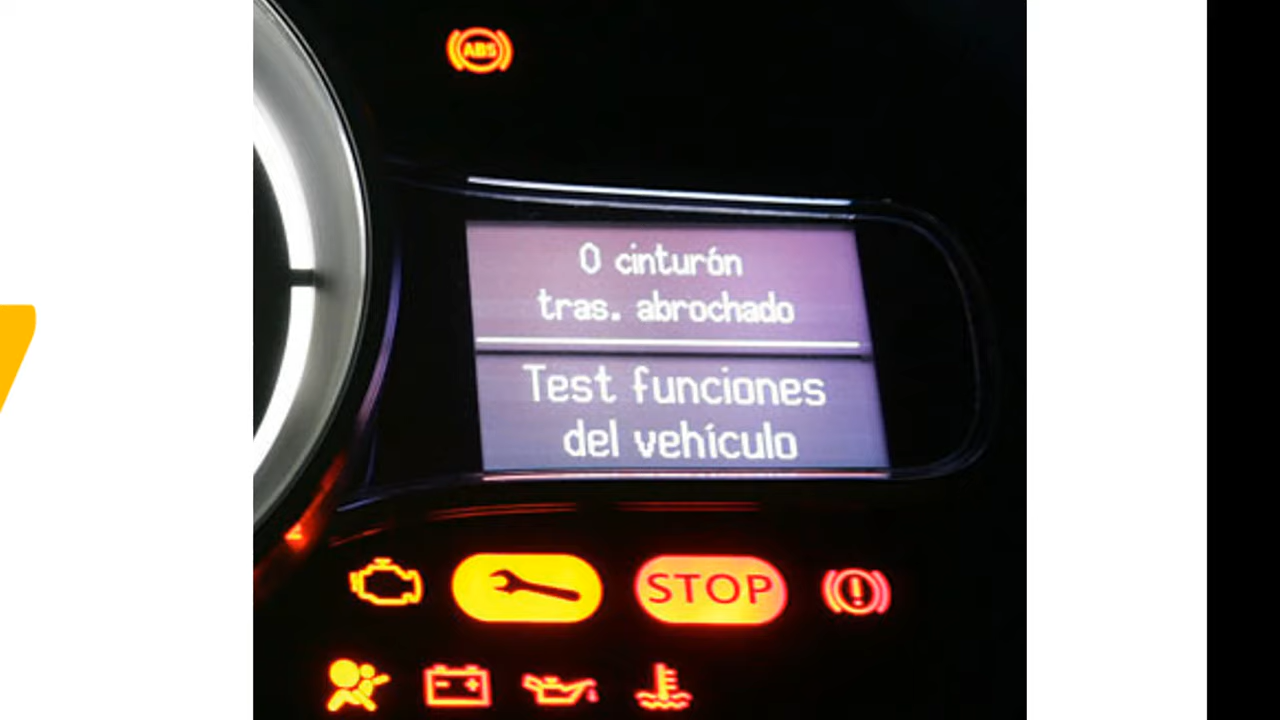 ABS
0 cinturón
tras. abrochado
Test funciones
del vehículo
STOP